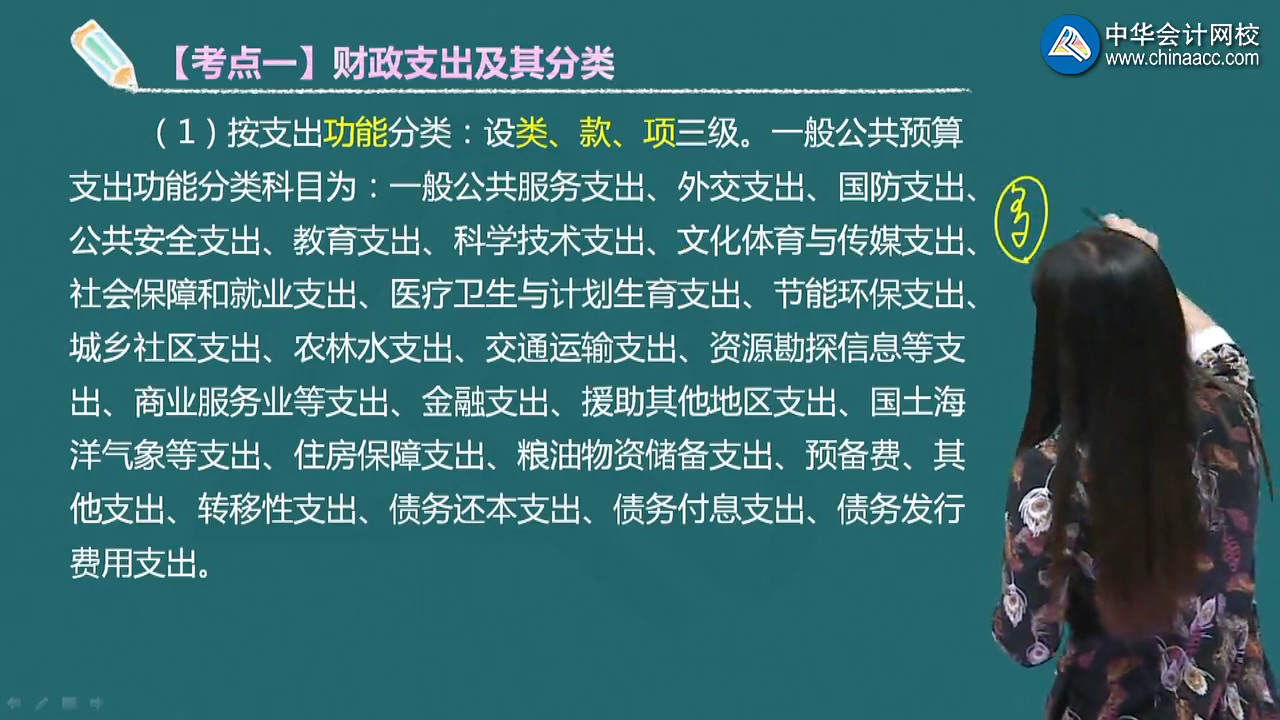 【考点一】财政支出及其分类
中华会计网校
www.chinaacc.com
（1）按支出功能分类：设类、款、项三级。一般公共预算
支出功能分类科目为：一般公共服务支出、外交支出、国防支出、
公共安全支出、教育支出、科学技术支出、文化体育与传媒支出、
社会保障和就业支出、医疗卫生与计划生育支出、节能环保支出、
城乡社区支出、农林水支出、交通运输支出、资源勘探信息等支
出、商业服务业等支出、金融支出、援助其他地区支出、国土海
洋气象等支出、住房保障支出、粮油物资储备支出、预备费、其
他支出、转移性支出、债务还本支出、债务付息支出、债务发行
费用支出。